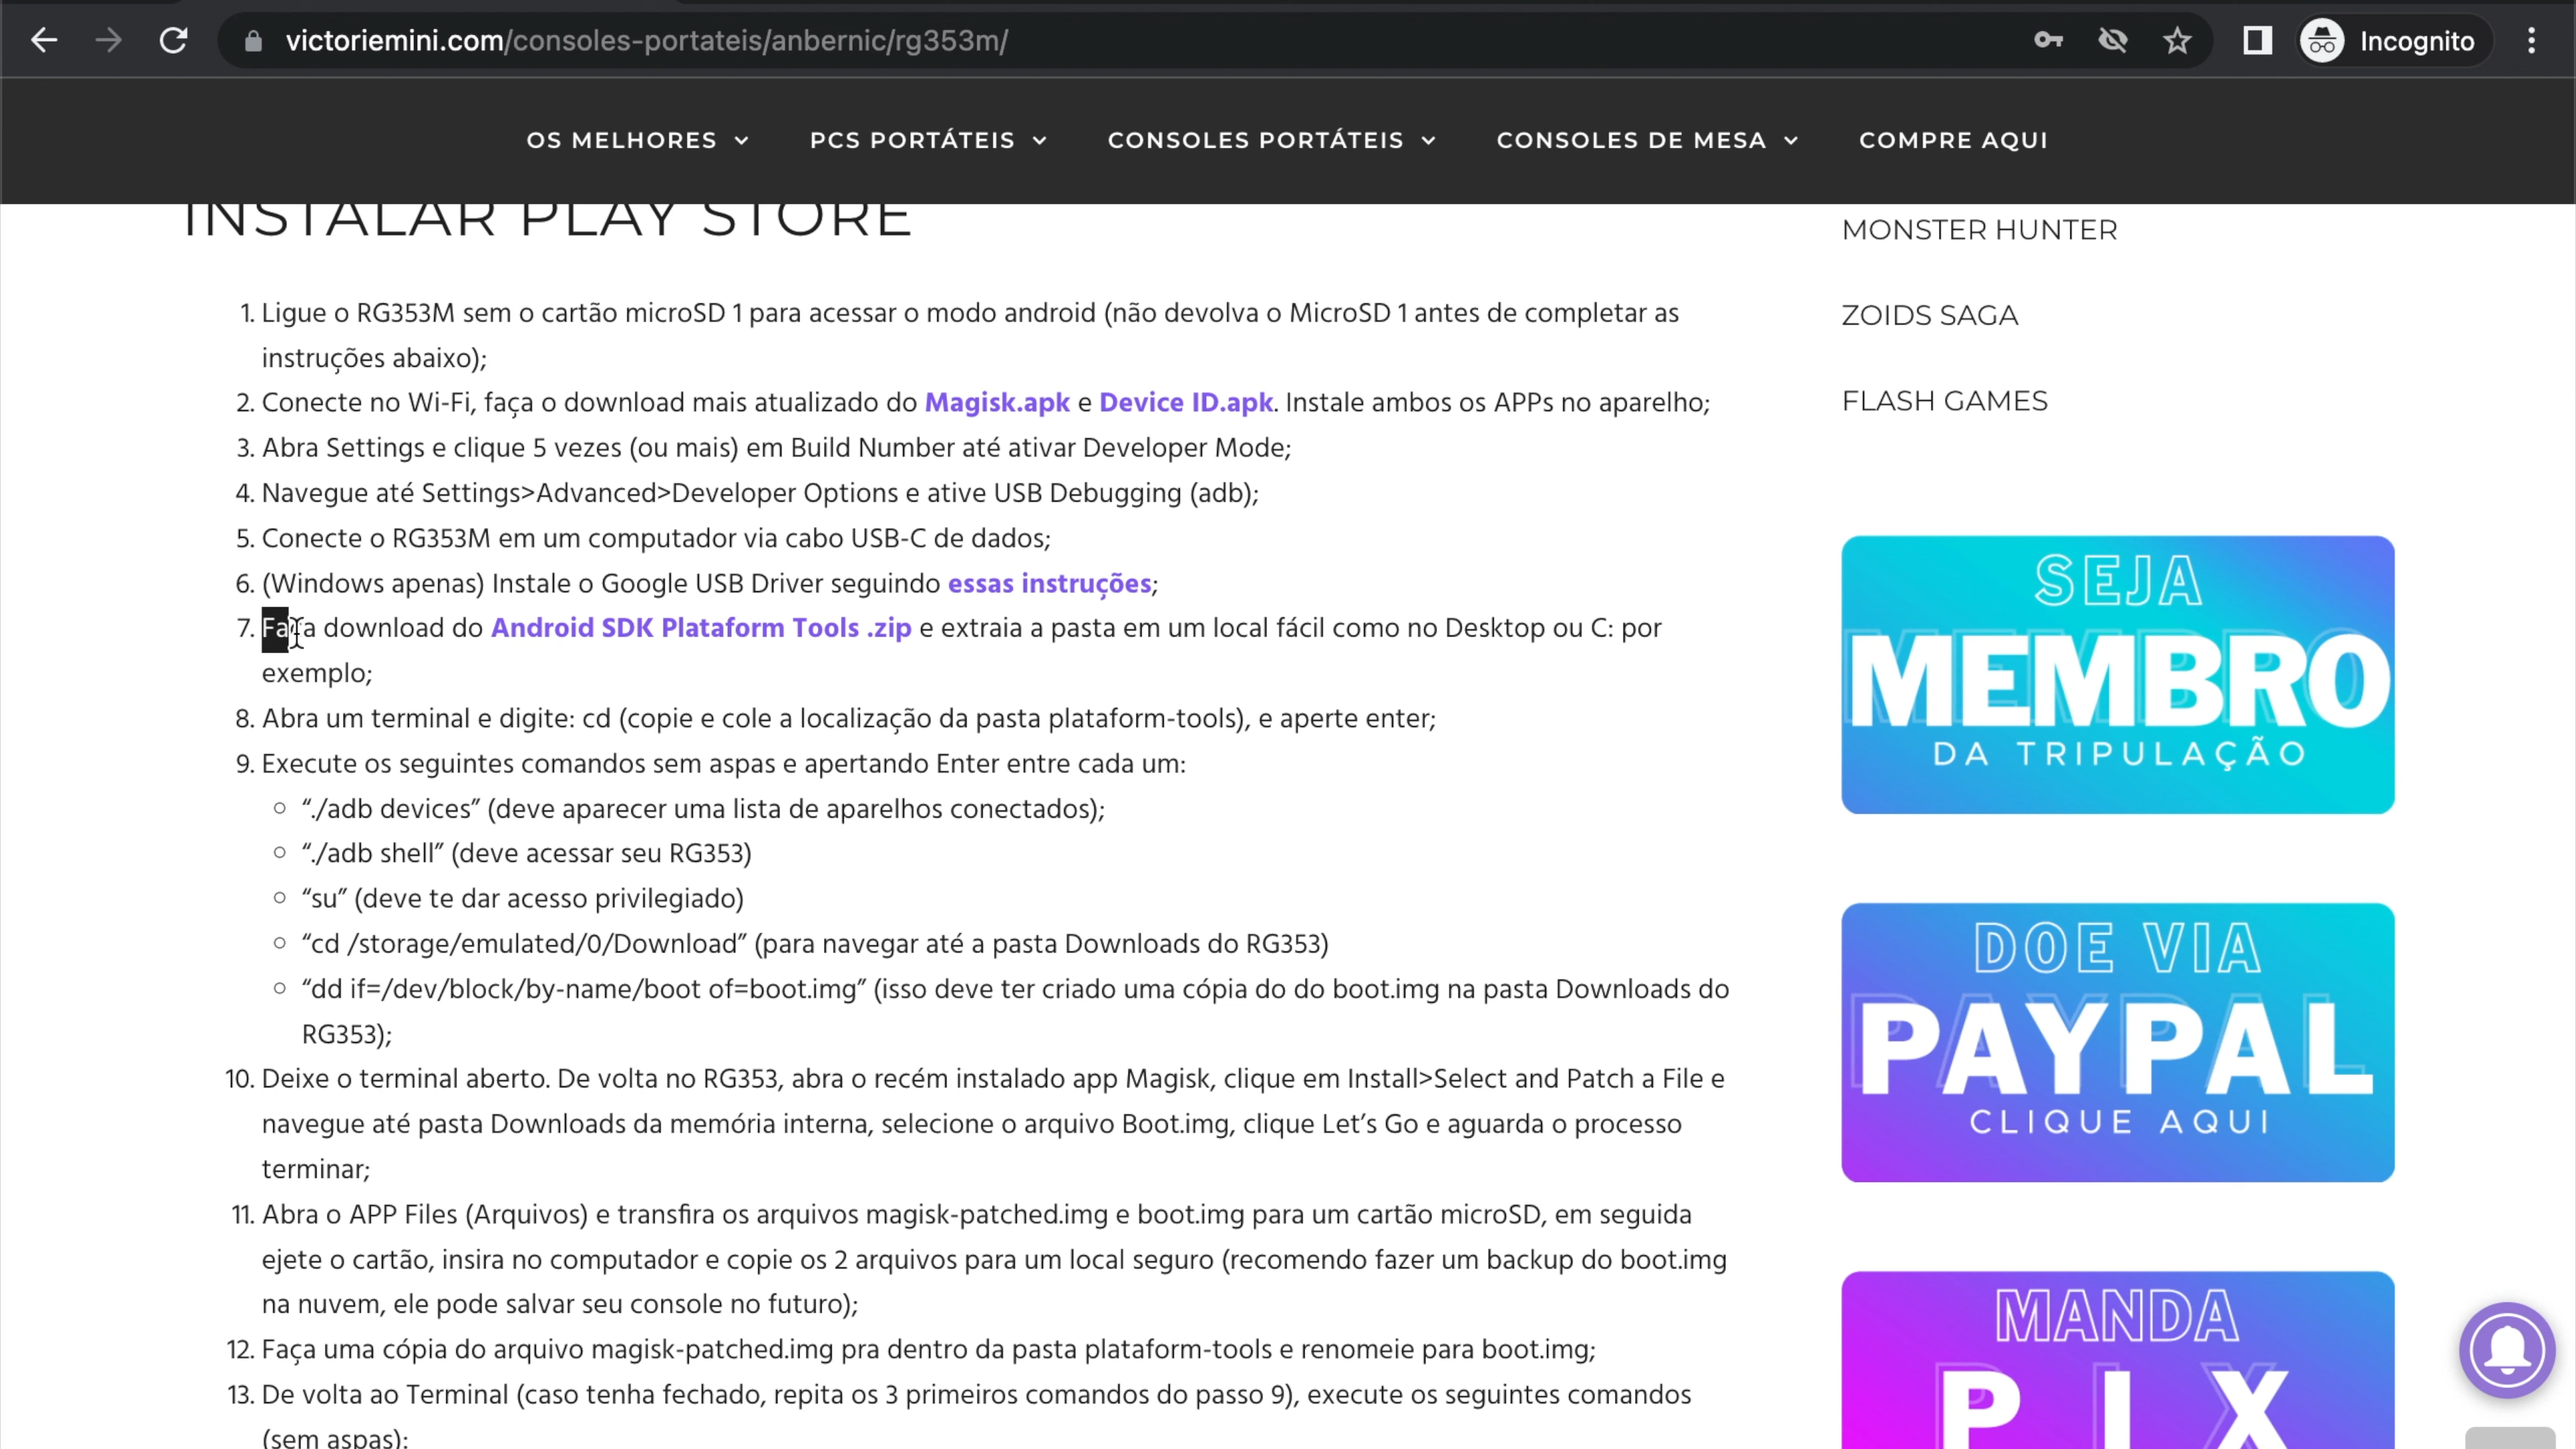 victoriemini.com/consoles-portateis/anbernic/rg353m/
Incognito
OS MELHORES
PCS PORTÁTEIS
CONSOLES PORTÁTEIS
CONSOLES DE MESA
COMPRE AQUI
INSTALAR PLAY STORE
1. Ligue o RG353M sem o cartão microSD 1 para acessar o modo android (não devolva o MicroSD 1 antes de completar as
instruções abaixo);
2. Conecte no Wi-Fi, faça o download mais atualizado do Magisk.apk e Device ID.apk. Instale ambos os APPs no aparelho;
3. Abra Settings e clique 5 vezes (ou mais) em Build Number até ativar Developer Mode;
4. Navegue até Settings>Advanced>Developer Options e ative USB Debugging (adb);
5. Conecte o RG353M em um computador via cabo USB-C de dados;
6. (Windows apenas) Instale o Google USB Driver seguindo essas instruções;
7. Faça download do Android SDK Plataform Tools .zip e extraia a pasta em um local fácil como no Desktop ou C: por
exemplo;
8. Abra um terminal e digite: cd (copie e cole a localização da pasta plataform-tools), e aperte enter;
9. Execute os seguintes comandos sem aspas e apertando Enter entre cada um:
“./adb devices” (deve aparecer uma lista de aparelhos conectados);
“./adb shell” (deve acessar seu RG353)
“su” (deve te dar acesso privilegiado)
“cd /storage/emulated/0/Download” (para navegar até a pasta Downloads do RG353)
“dd if=/dev/block/by-name/boot of=boot.img” (isso deve ter criado uma cópia do do boot.img na pasta Downloads do
RG353);
10. Deixe o terminal aberto. De volta no RG353, abra o recém instalado app Magisk, clique em Install>Select and Patch a File e
navegue até pasta Downloads da memória interna, selecione o arquivo Boot.img, clique Let’s Go e aguarda o processo
terminar;
11. Abra o APP Files (Arquivos) e transfira os arquivos magisk-patched.img e boot.img para um cartão microSD, em seguida
ejete o cartão, insira no computador e copie os 2 arquivos para um local seguro (recomendo fazer um backup do boot.img
na nuvem, ele pode salvar seu console no futuro);
12. Faça uma cópia do arquivo magisk-patched.img pra dentro da pasta plataform-tools e renomeie para boot.img;
13. De volta ao Terminal (caso tenha fechado, repita os 3 primeiros comandos do passo 9), execute os seguintes comandos
(sem aspas):
MONSTER HUNTER
ZOIDS SAGA
FLASH GAMES
SEJA
MEMBRO
DA TRIPULAÇÃO
DOE VIA
PAYPAL
CLIQUE AQUI
MANDA
PIX